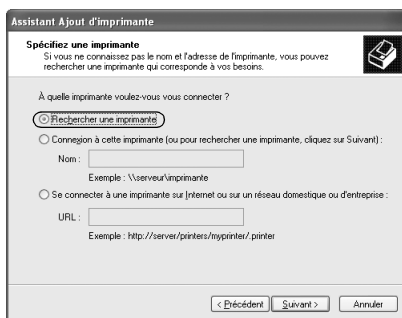 Assistant Ajout d'imprimante
Spécifiez une imprimante
Si vous ne connaissez pas le nom et l'adresse de l'imprimante, vous pouvez
rechercher une imprimante qui corresponde à vos besoins.
À quelle imprimante voulez-vous vous connecter ?
Rechercher une imprimante
Connexion à cette imprimante (ou pour rechercher une imprimante, cliquez sur Suivant) :
Nom :
Exemple : \\serveur\imprimante
Se connecter à une imprimante sur Internet ou sur un réseau domestique ou d'entreprise :
URL :
Exemple : http://server/printers/myprinter/.printer
< Précédent Suivant > Annuler